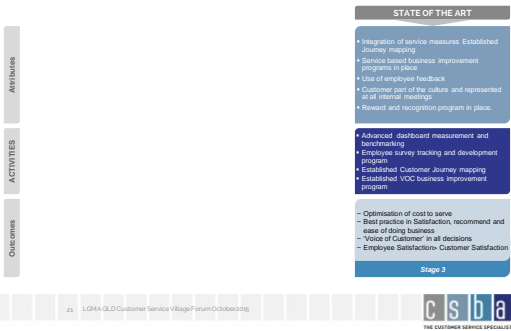 STATE OF THE ART
Attributes
• Integration of service measures Established
Journey mapping
• Service based business improvement
programs in place
• Use of employee feedback
• Customer part of the culture and represented
at all internal meetings
• Reward and recognition program in place.
ACTIVITIES
• Advanced dashboard measurement and
benchmarking
• Employee survey tracking and development
program
• Established Customer Journey mapping
• Established VOC business improvement
program
Outcomes
– Optimisation of cost to serve
– Best practice in Satisfaction, recommend and
ease of doing business
– 'Voice of Customer' in all decisions
– Employee Satisfaction> Customer Satisfaction
Stage 3
21 LGMA QLD Customer Service Village Forum October2015
csba
THE CUSTOMER SERVICE SPECIALIST